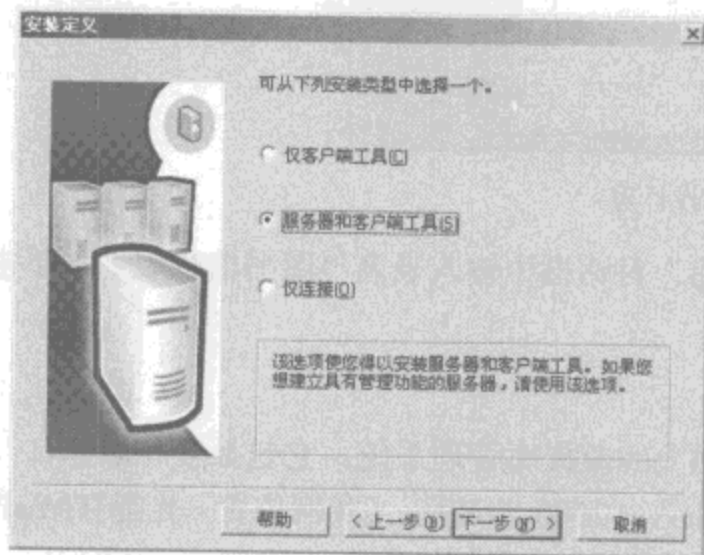 安装定义
可从下列安装类型中选择一个。
仅客户端工具(C)
服务器和客户端工具(S)
仅连接(O)
该选项使您得以安装服务器和客户端工具。如果您
想建立具有管理功能的服务器，请使用该选项。
帮助
< 上一步(B)
下一步(N) >
取消